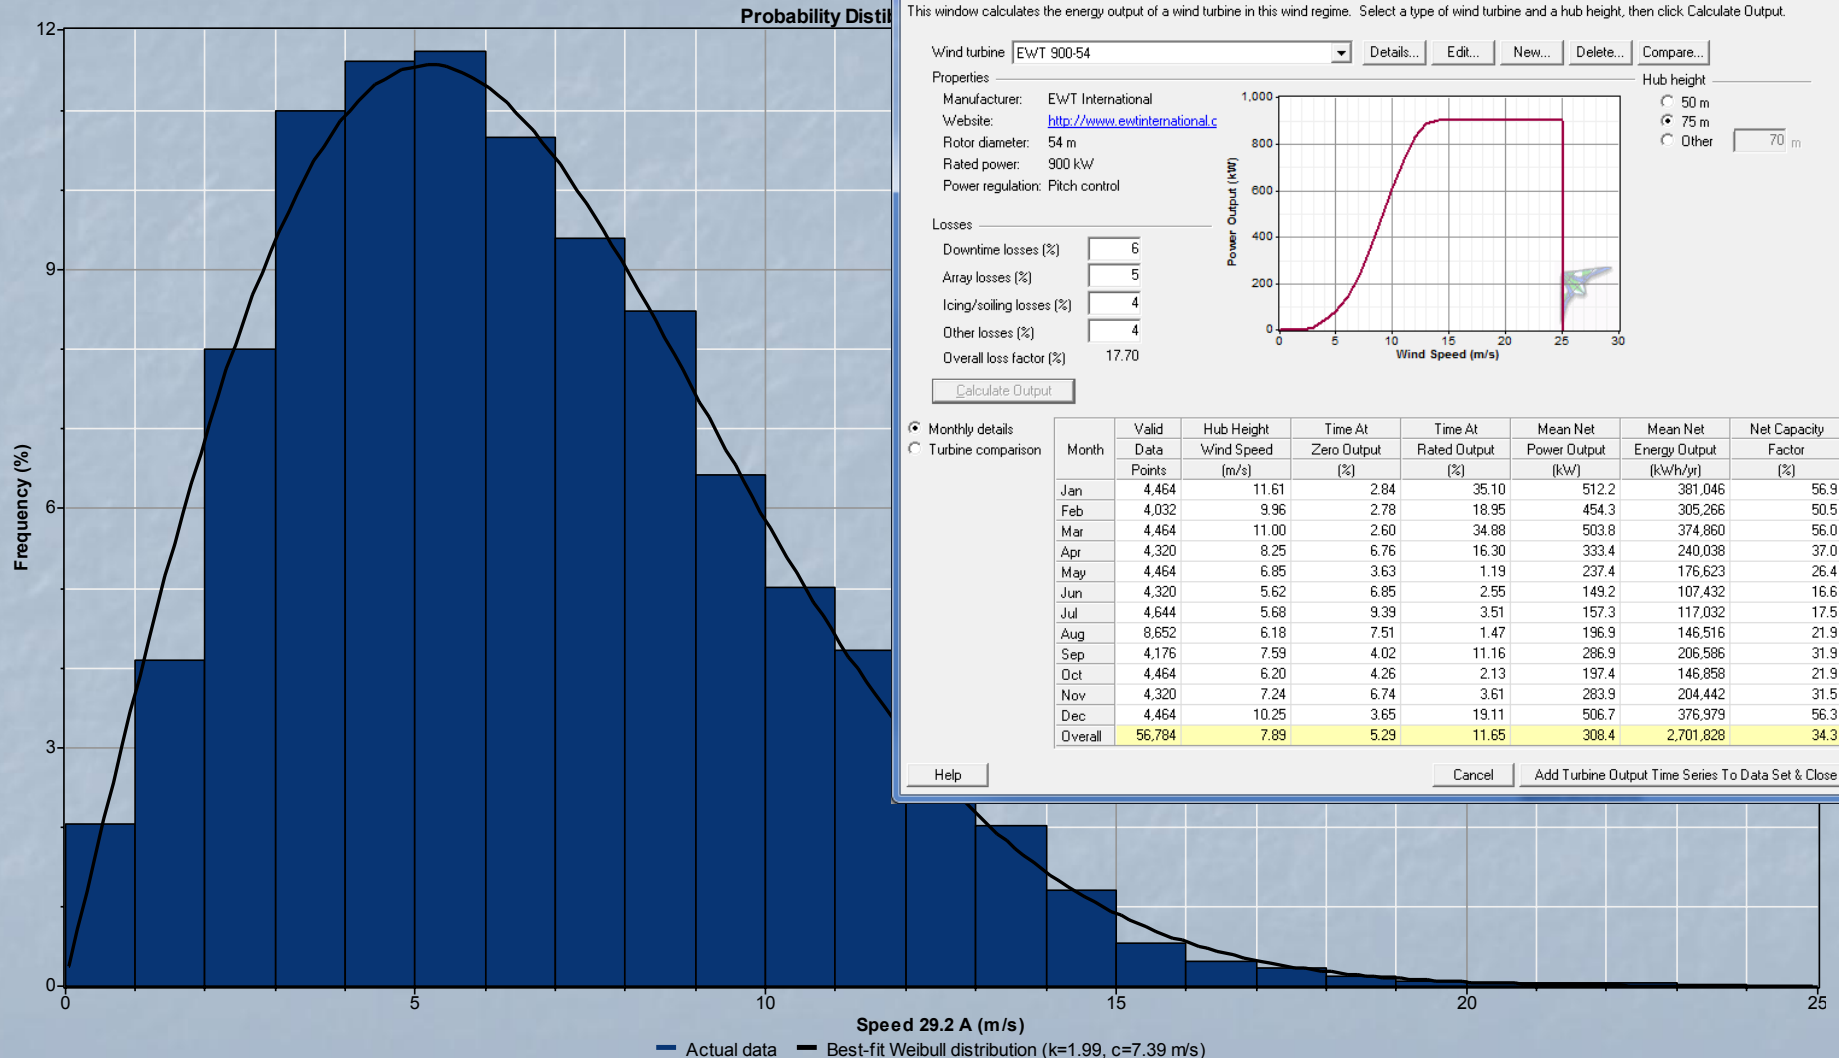 Probability Distib
12
9
6
3
0
Frequency (%)
0
5
10
15
20
25
Speed 29.2 A (m/s)
Actual data
Best-fit Weibull distribution (k=1.99, c=7.39 m/s)
This window calculates the energy output of a wind turbine in this wind regime. Select a type of wind turbine and a hub height, then click Calculate Output.
Wind turbine EWT 900-54 Details... Edit... New... Delete... Compare...
Properties
Manufacturer: EWT International
Website: http://www.ewtinternational.c
Rotor diameter: 54 m
Rated power: 900 kW
Power regulation: Pitch control
Losses
Downtime losses (%) 6
Array losses (%) 5
Icing/soiling losses (%) 4
Other losses (%) 4
Overall loss factor (%) 17.70
Calculate Output
1,000
800
600
400
200
0
Power Output (kW)
0 5 10 15 20 25 30
Wind Speed (m/s)
Hub height
50 m
75 m
Other 70 m
Monthly details
Turbine comparison
Valid Hub Height Time At Time At Mean Net Mean Net Net Capacity
Month Data Wind Speed Zero Output Rated Output Power Output Energy Output Factor
Points (m/s) (%) (%) (kW) (kWh/yr) (%)
Jan 4,464 11.61 2.84 35.10 512.2 381,046 56.9
Feb 4,032 9.96 2.78 18.95 454.3 305,266 50.5
Mar 4,464 11.00 2.60 34.88 503.8 374,860 56.0
Apr 4,320 8.25 6.76 16.30 333.4 240,038 37.0
May 4,464 6.85 3.63 1.19 237.4 176,623 26.4
Jun 4,320 5.62 6.85 2.55 149.2 107,432 16.6
Jul 4,644 5.68 9.39 3.51 157.3 117,032 17.5
Aug 8,652 6.18 7.51 1.47 196.9 146,516 21.9
Sep 4,176 7.59 4.02 11.16 286.9 206,586 31.9
Oct 4,464 6.20 4.26 2.13 197.4 146,858 21.9
Nov 4,320 7.24 6.74 3.61 283.9 204,442 31.5
Dec 4,464 10.25 3.65 19.11 506.7 376,979 56.3
Overall 56,784 7.89 5.29 11.65 308.4 2,701,828 34.3
Help Cancel Add Turbine Output Time Series To Data Set & Close